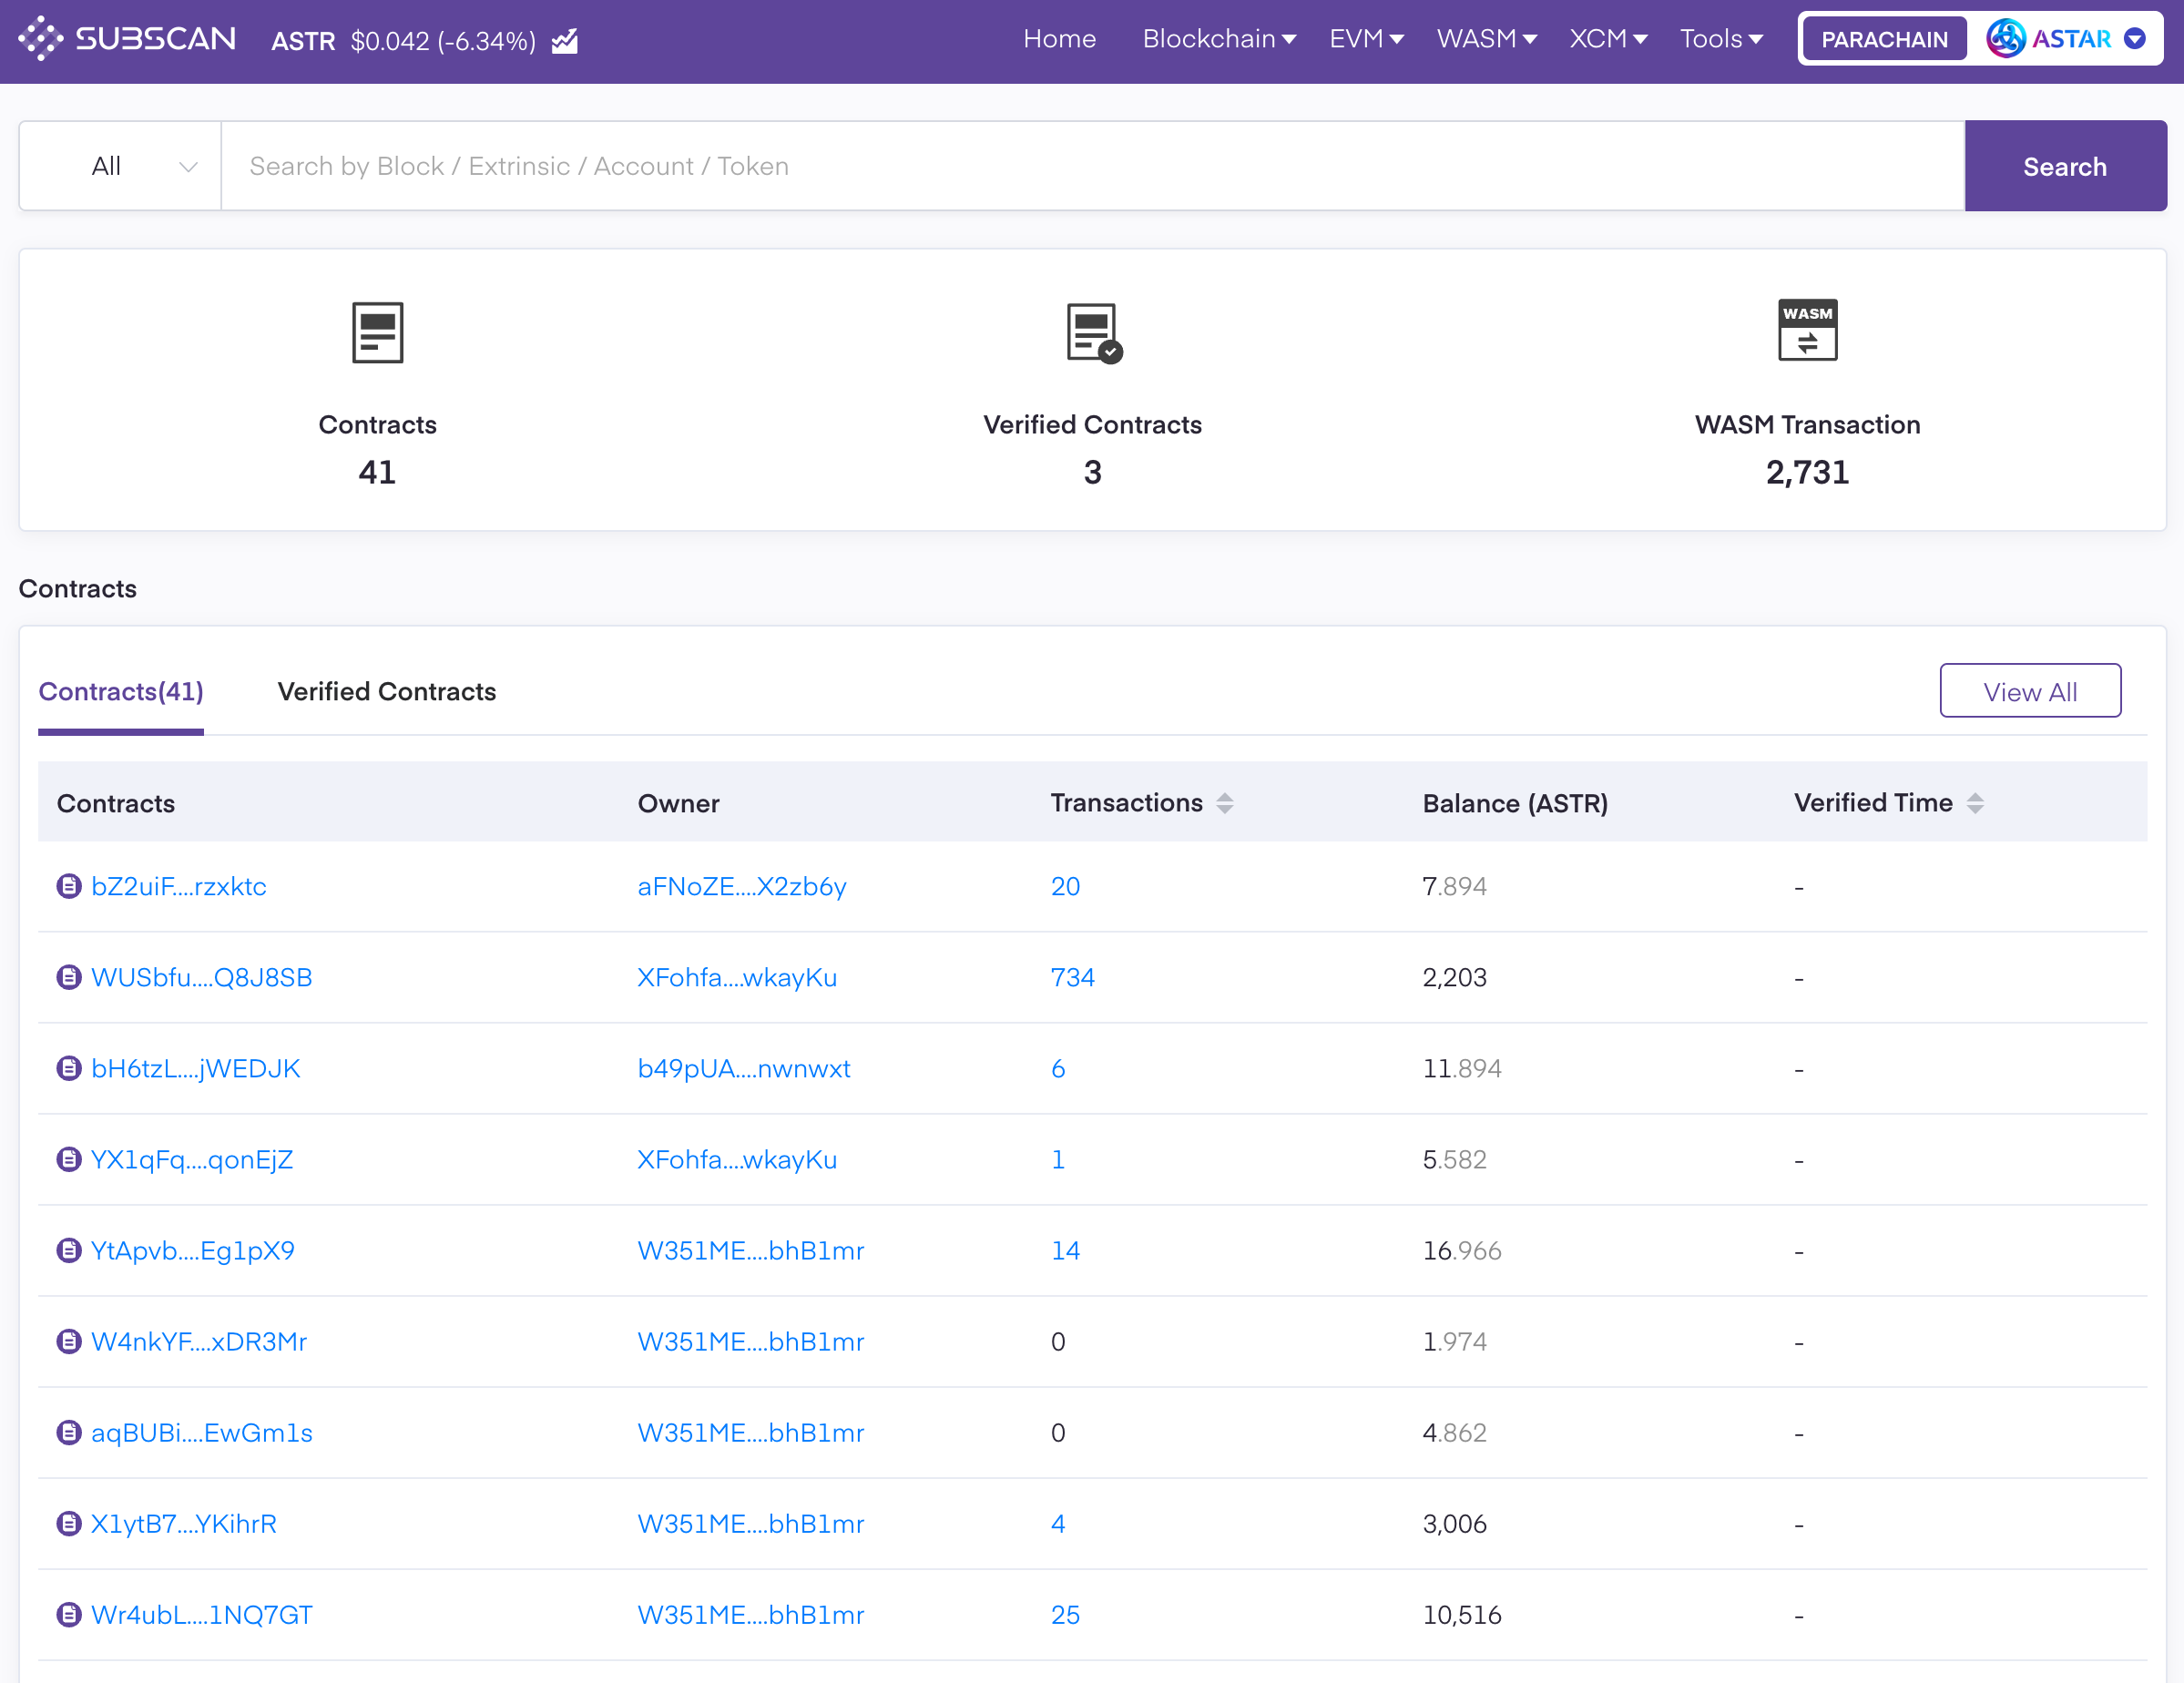 SUBSCAN ASTR $0.042 (-6.34%) Home Blockchain EVM WASM XCM Tools PARACHAIN ASTAR
All Search by Block / Extrinsic / Account / Token Search
WASM
Contracts Verified Contracts WASM Transaction
41 3 2,731
Contracts
Contracts(41) Verified Contracts View All
Contracts Owner Transactions Balance (ASTR) Verified Time
bZ2uiF....rzxktc aFNoZE....X2zb6y 20 7.894 -
WUSbfu....Q8J8SB XFohfa....wkayKu 734 2,203 -
bH6tzL....jWEDJK b49pUA....nwnwxt 6 11.894 -
YX1qFq....qonEjZ XFohfa....wkayKu 1 5.582 -
YtApvb....Eg1pX9 W351ME....bhB1mr 14 16.966 -
W4nkYF....xDR3Mr W351ME....bhB1mr 0 1.974 -
aqBUBi....EwGm1s W351ME....bhB1mr 0 4.862 -
X1ytB7....YKihrR W351ME....bhB1mr 4 3,006 -
Wr4ubL....1NQ7GT W351ME....bhB1mr 25 10,516 -